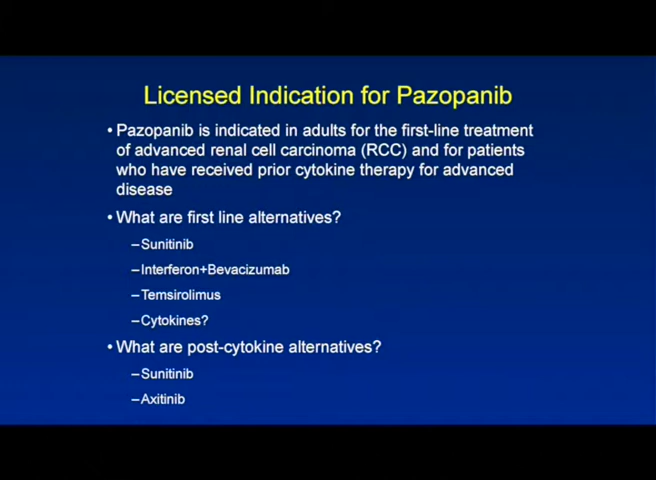 Licensed Indication for Pazopanib
• Pazopanib is indicated in adults for the first-line treatment
of advanced renal cell carcinoma (RCC) and for patients
who have received prior cytokine therapy for advanced
disease
• What are first line alternatives?
–Sunitinib
–Interferon+Bevacizumab
–Temsirolimus
–Cytokines?
• What are post-cytokine alternatives?
–Sunitinib
–Axitinib